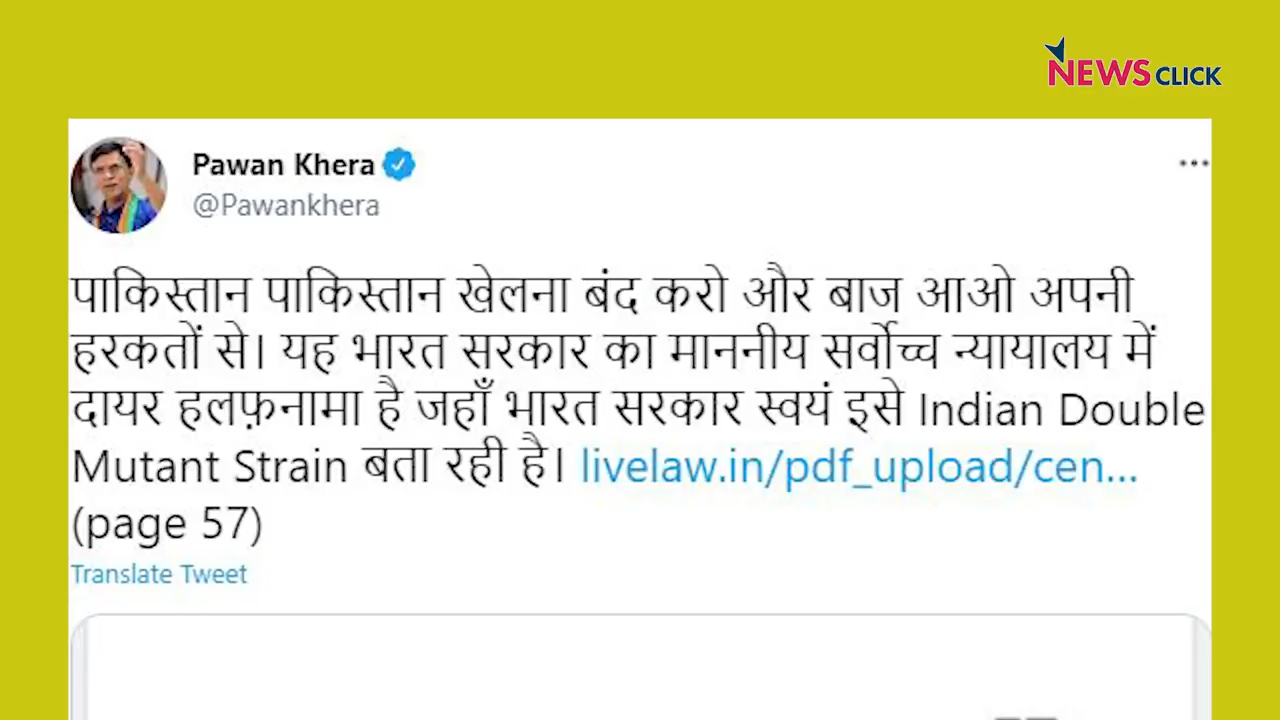 NEWS CLICK
Pawan Khera
@Pawankhera
पाकिस्तान पाकिस्तान खेलना बंद करो और बाज आओ अपनी
हरकतों से। यह भारत सरकार का माननीय सर्वोच्च न्यायालय में
दायर हलफ़नामा है जहाँ भारत सरकार स्वयं इसे Indian Double
Mutant Strain बता रही है। livelaw.in/pdf_upload/cen...
(page 57)
Translate Tweet